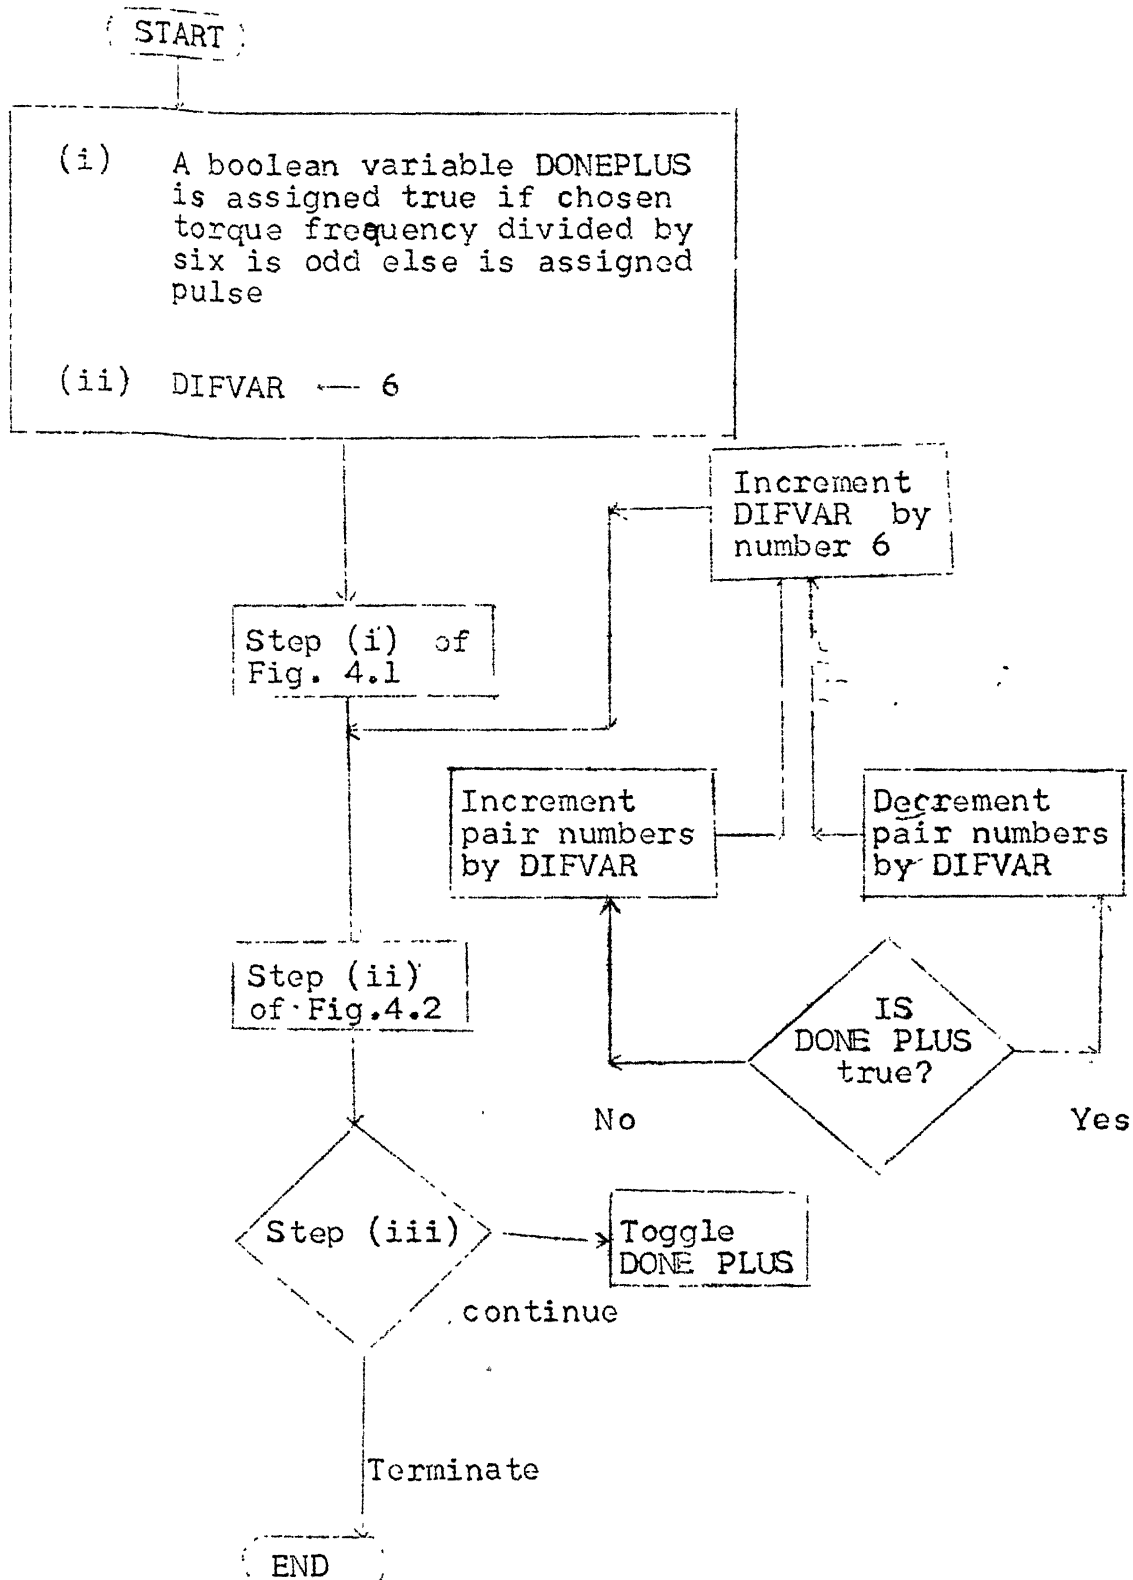 START
(i) A boolean variable DONEPLUS
is assigned true if chosen
torque frequency divided by
six is odd else is assigned
pulse
(ii) DIFVAR ← 6
Increment
DIFVAR by
number 6
Step (i) of
Fig. 4.1
Increment
pair numbers
by DIFVAR
Decrement
pair numbers
by DIFVAR
Step (ii)
of Fig.4.2
IS
DONE PLUS
true?
No
Yes
Step (iii)
Toggle
DONE PLUS
continue
Terminate
END